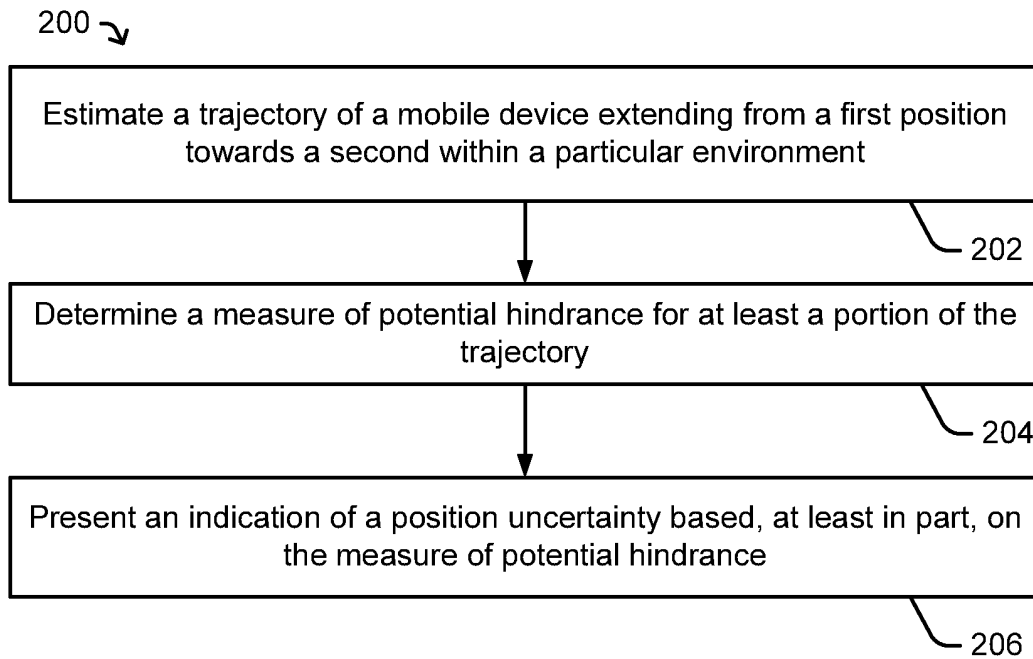 200
Estimate a trajectory of a mobile device extending from a first position
towards a second within a particular environment
202
Determine a measure of potential hindrance for at least a portion of the
trajectory
204
Present an indication of a position uncertainty based, at least in part, on
the measure of potential hindrance
206